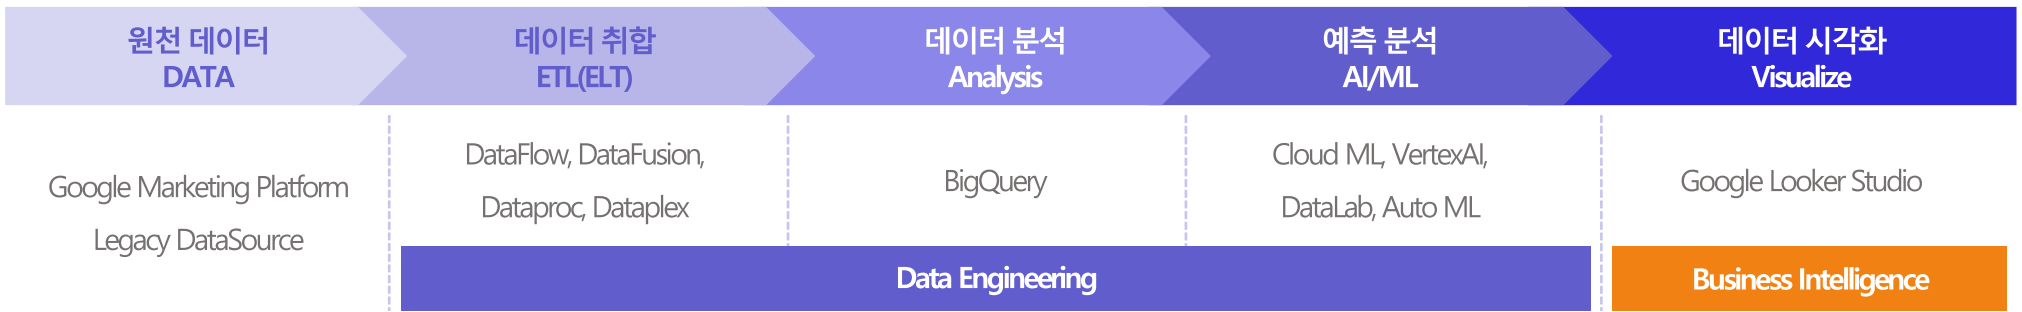 원천 데이터
DATA
데이터 취합
ETL(ELT)
데이터 분석
Analysis
예측 분석
AI/ML
데이터 시각화
Visualize
Google Marketing Platform
Legacy DataSource
DataFlow, DataFusion,
Dataproc, Dataplex
BigQuery
Cloud ML, VertexAI,
DataLab, Auto ML
Google Looker Studio
Data Engineering
Business Intelligence